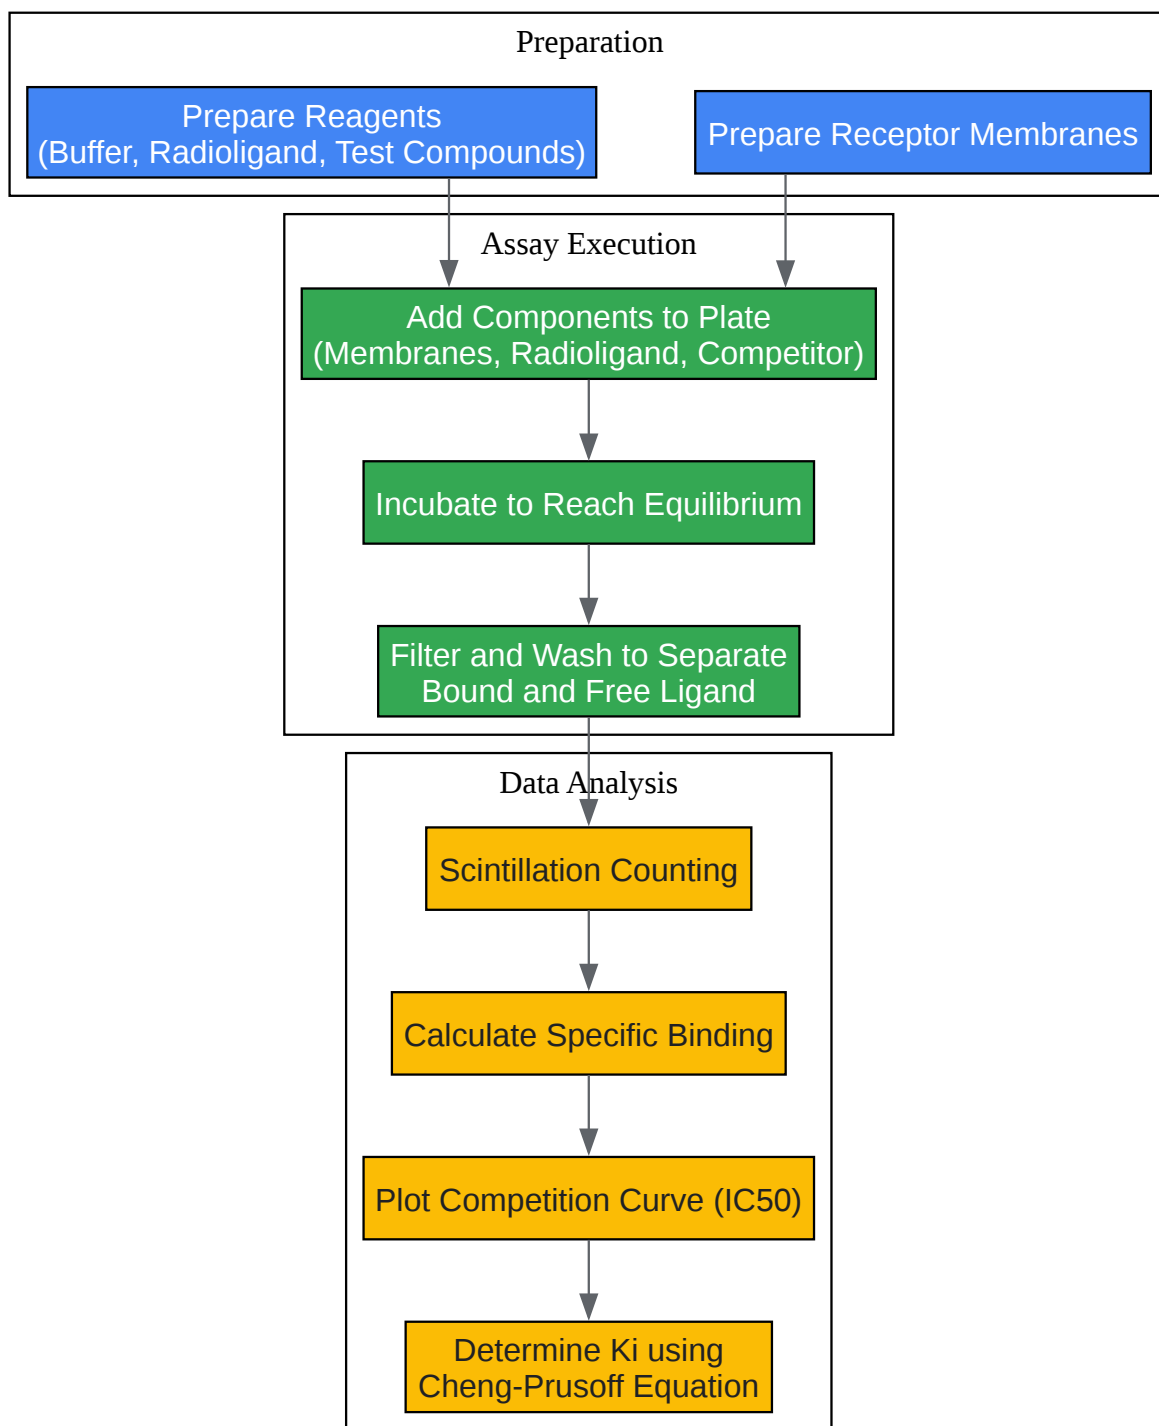 Preparation
Prepare Reagents
(Buffer, Radioligand, Test Compounds)
Prepare Receptor Membranes
Assay Execution
Add Components to Plate
(Membranes, Radioligand, Competitor)
Incubate to Reach Equilibrium
Filter and Wash to Separate
Bound and Free Ligand
Data Analysis
Scintillation Counting
Calculate Specific Binding
Plot Competition Curve (IC50)
Determine Ki using
Cheng-Prusoff Equation